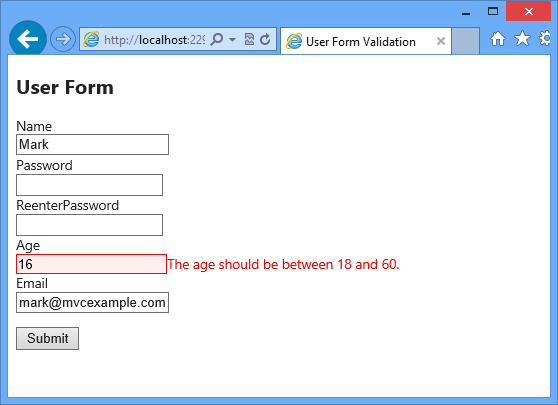 http://localhost:229
User Form Validation
User Form
Name
Mark
Password
ReenterPassword
Age
16 The age should be between 18 and 60.
Email
mark@mvcexample.com
Submit